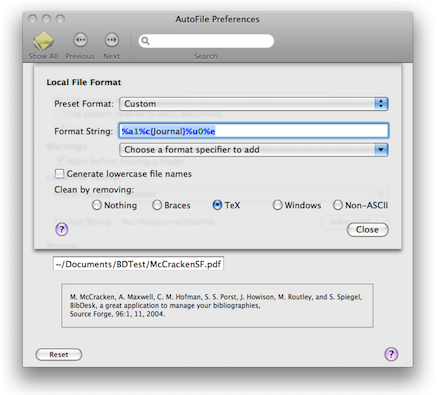 AutoFile Preferences
Show All Previous Next Search
Local File Format
Preset Format: Custom
Format String: %a1%c{Journal}%u0%e
Choose a format specifier to add
Generate lowercase file names
Clean by removing:
Nothing Braces TeX Windows Non-ASCII
? Close
~/Documents/BDTest/McCrackenSF.pdf
M. McCracken, A. Maxwell, C. M. Hofman, S. S. Porst, J. Howison, M. Routley, and S. Spiegel,
BibDesk, a great application to manage your bibliographies,
Source Forge, 96:1, 11, 2004.
Reset ?